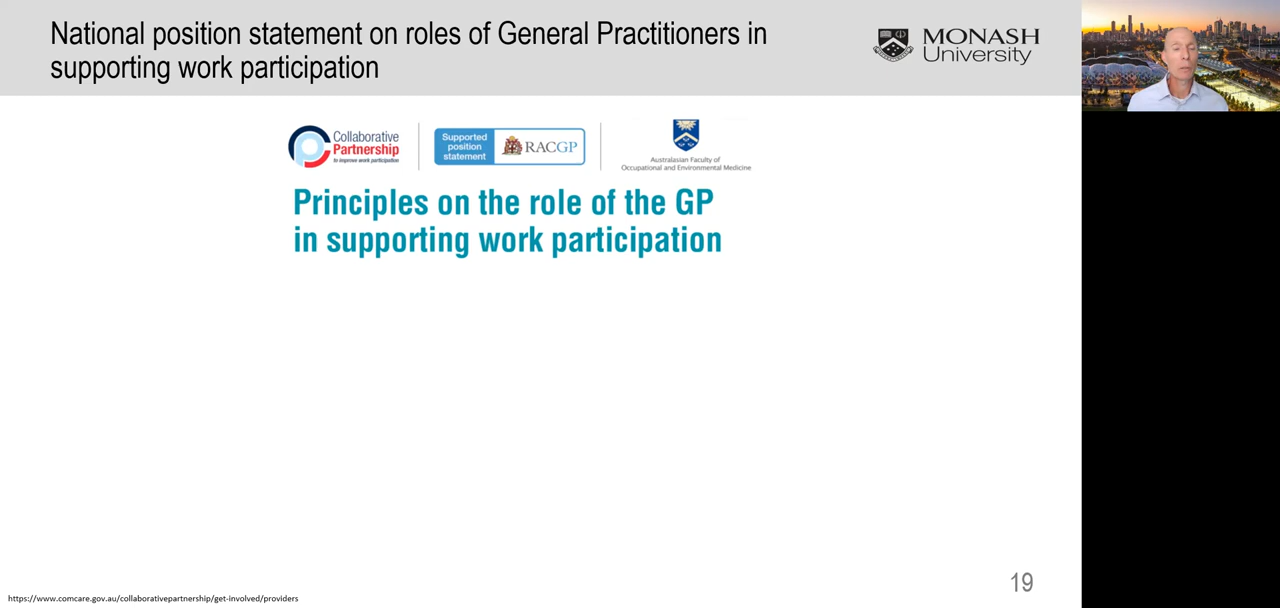 National position statement on roles of General Practitioners in
supporting work participation
MONASH
University
Collaborative
Partnership
to improve work participation
Supported
position
statement
RACGP
Australasian Faculty of
Occupational and Environmental Medicine
Principles on the role of the GP
in supporting work participation
19
https://www.comcare.gov.au/collaborativepartnership/get-involved/providers